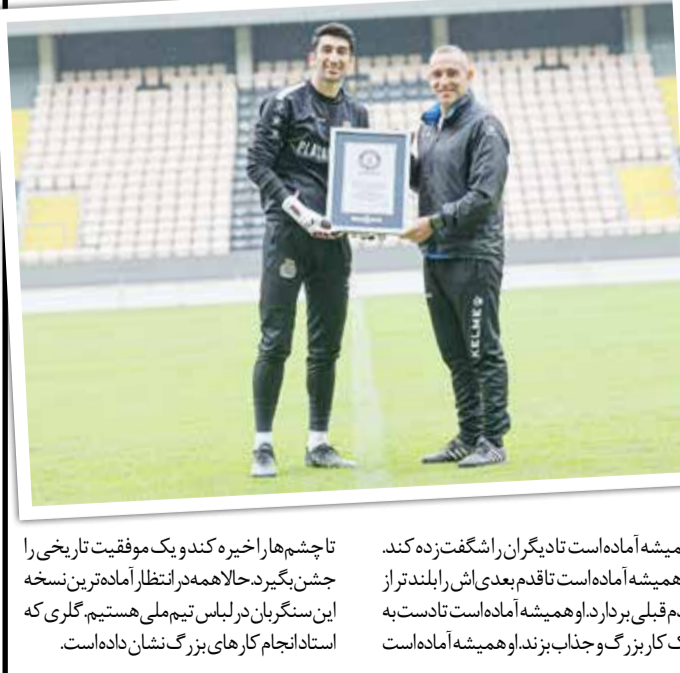 PLAY
KELME
میشه آماده‌است تا دیگران را شگفت‌زده کند.
همیشه آماده‌است تا قدم بعدی‌اش را بلندتر از
م قبلی بردارد. او همیشه آماده‌است تا دست به
ک کار بزرگ و جذاب بزند. او همیشه آماده‌است
تا چشم‌ها را خیره کند و یک موفقیت تاریخی را
جشن بگیرد. حالا همه در انتظار آماده‌ترین نسخه
این سنگربان در لباس تیم‌ملی هستیم. گلری که
استاد انجام کارهای بزرگ نشان داده‌است.